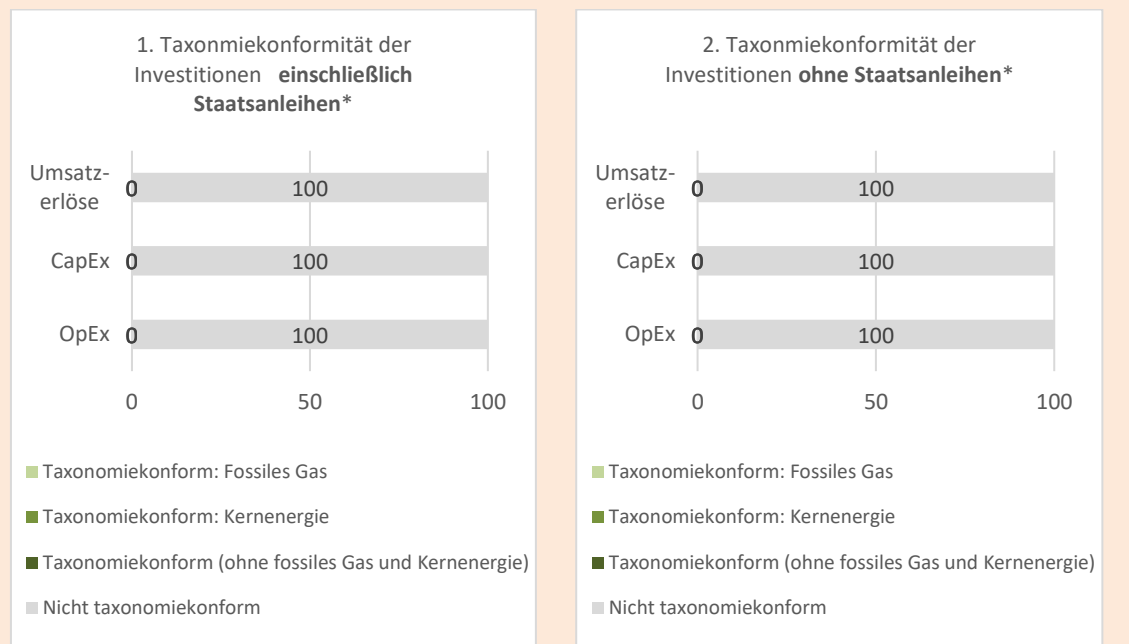 1. Taxonmiekonformität der
Investitionen einschließlich
Staatsanleihen*
Umsatz-
erlöse
0 100
CapEx 0 100
OpEx 0 100
0 50 100
Taxonomiekonform: Fossiles Gas
Taxonomiekonform: Kernenergie
Taxonomiekonform (ohne fossiles Gas und Kernenergie)
Nicht taxonomiekonform
2. Taxonmiekonformität der
Investitionen ohne Staatsanleihen*
Umsatz-
erlöse
0 100
CapEx 0 100
OpEx 0 100
0 50 100
Taxonomiekonform: Fossiles Gas
Taxonomiekonform: Kernenergie
Taxonomiekonform (ohne fossiles Gas und Kernenergie)
Nicht taxonomiekonform